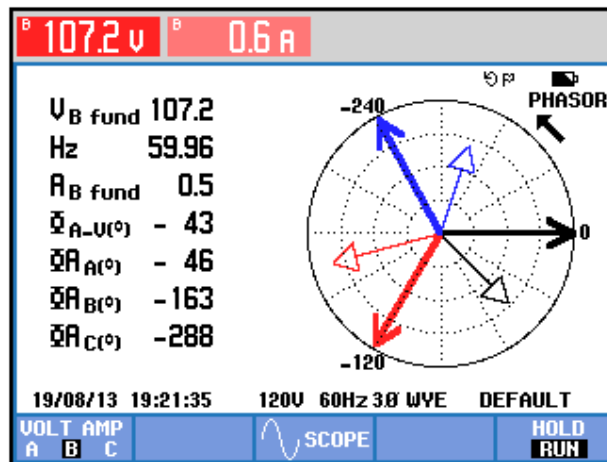 B 107.2 V B 0.6 A
PHASOR
V B fund 107.2
Hz 59.96
A B fund 0.5
Φ A-V(°) - 43
ΦA A(°) - 46
ΦA B(°) -163
ΦA C(°) -288
-240
0
-120
19/08/13 19:21:35 120V 60Hz 3Ø WYE DEFAULT
VOLT AMP
A B C
SCOPE
HOLD
RUN